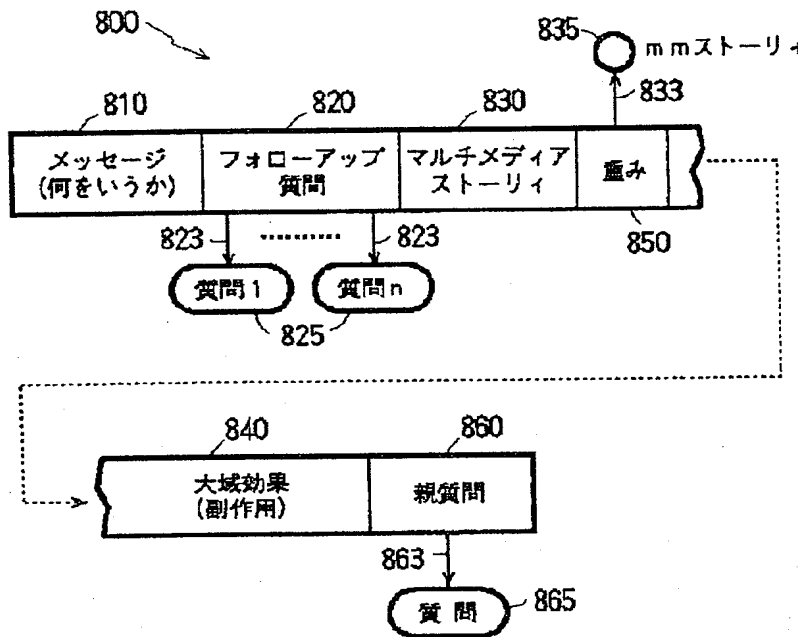 800
835
mmストーリィ
833
810
820
830
メッセージ
(何をいうか)
フォローアップ
質問
マルチメディア
ストーリィ
重み
850
823
823
質問1
質問n
825
840
860
大域効果
(副作用)
親質問
863
質問
865